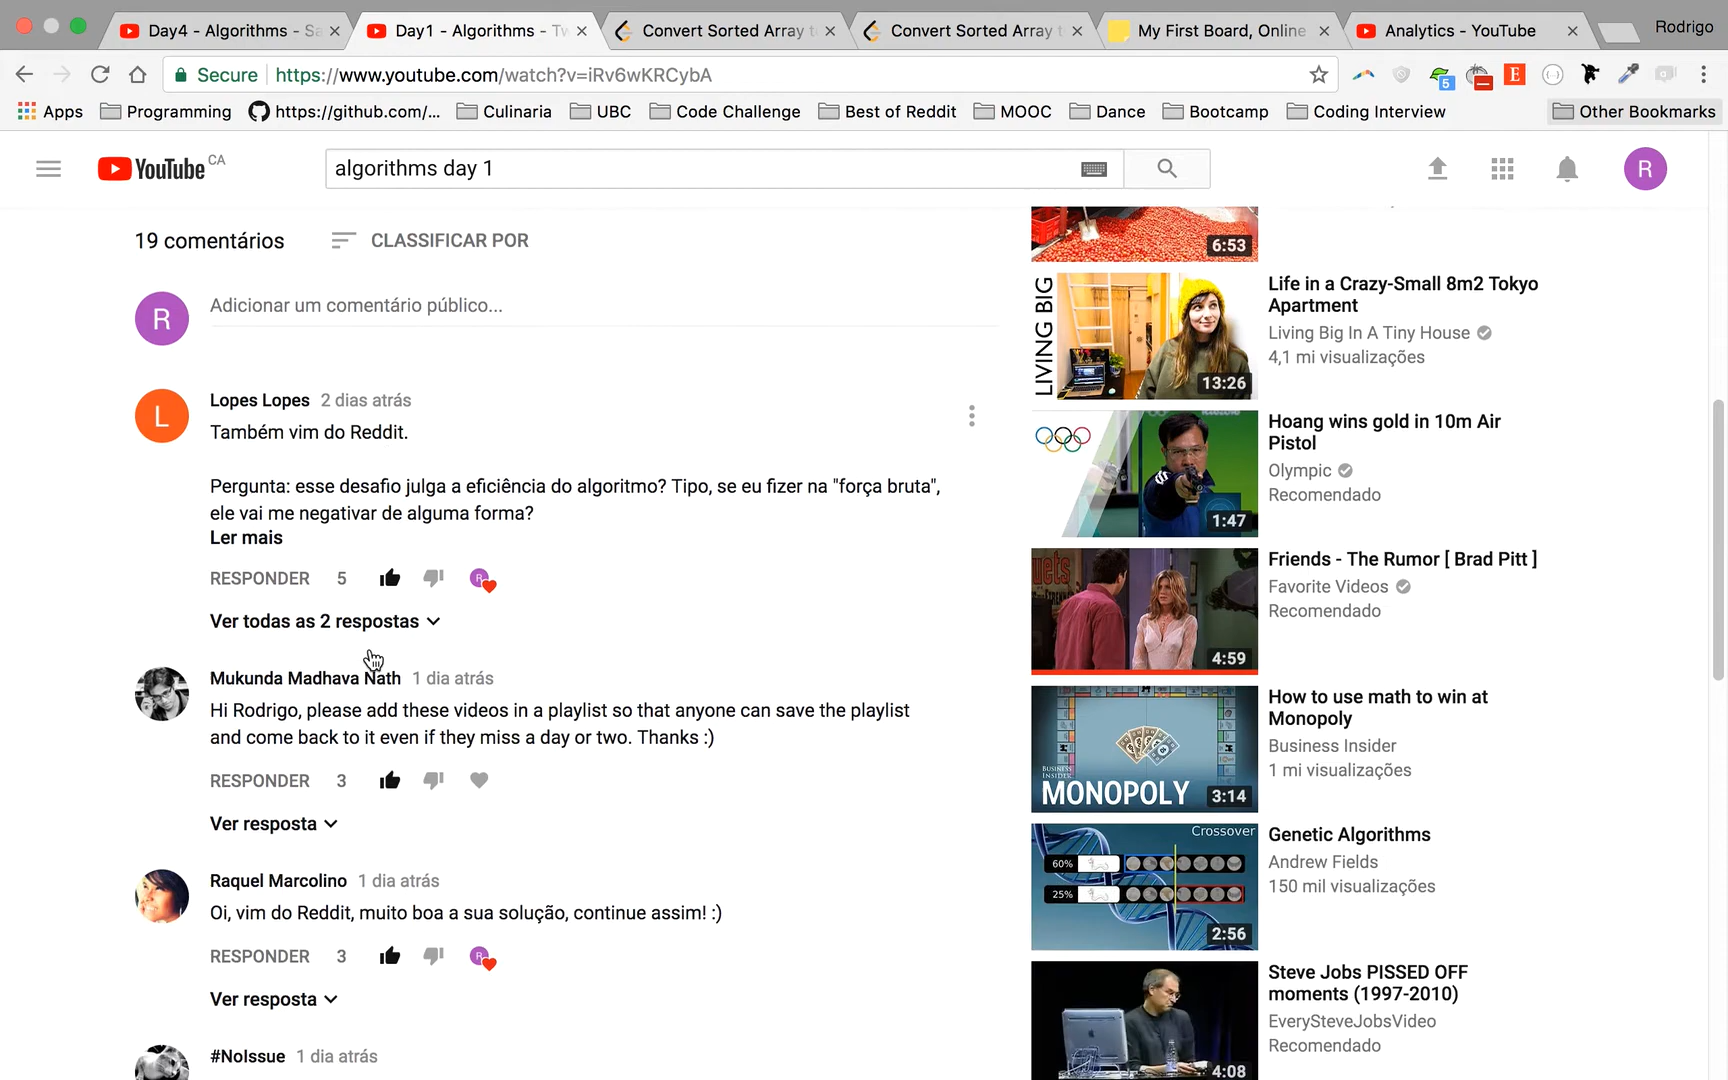 Day4 - Algorithms - Sa
Day1 - Algorithms - Tw
Convert Sorted Array to
Convert Sorted Array t
My First Board, Online
Analytics - YouTube
Rodrigo
Secure
https://www.youtube.com/watch?v=iRv6wKRCybA
5
E
Apps
Programming
https://github.com/...
Culinaria
UBC
Code Challenge
Best of Reddit
MOOC
Dance
Bootcamp
Coding Interview
Other Bookmarks
YouTube CA
algorithms day 1
R
19 comentários
CLASSIFICAR POR
R
Adicionar um comentário público...
L
Lopes Lopes 2 dias atrás
Também vim do Reddit.
Pergunta: esse desafio julga a eficiência do algoritmo? Tipo, se eu fizer na "força bruta",
ele vai me negativar de alguma forma?
Ler mais
RESPONDER 5
R
Ver todas as 2 respostas
Mukunda Madhava Nath 1 dia atrás
Hi Rodrigo, please add these videos in a playlist so that anyone can save the playlist
and come back to it even if they miss a day or two. Thanks :)
RESPONDER 3
Ver resposta
Raquel Marcolino 1 dia atrás
Oi, vim do Reddit, muito boa a sua solução, continue assim! :)
RESPONDER 3
R
Ver resposta
#NoIssue 1 dia atrás
6:53
LIVING BIG
13:26
Life in a Crazy-Small 8m2 Tokyo
Apartment
Living Big In A Tiny House
4,1 mi visualizações
1:47
Hoang wins gold in 10m Air
Pistol
Olympic
Recomendado
uets
4:59
Friends - The Rumor [ Brad Pitt ]
Favorite Videos
Recomendado
BUSINESS
INSIDER
MONOPOLY
3:14
How to use math to win at
Monopoly
Business Insider
1 mi visualizações
Crossover
60%
25%
2:56
Genetic Algorithms
Andrew Fields
150 mil visualizações
4:08
Steve Jobs PISSED OFF
moments (1997-2010)
EverySteveJobsVideo
Recomendado